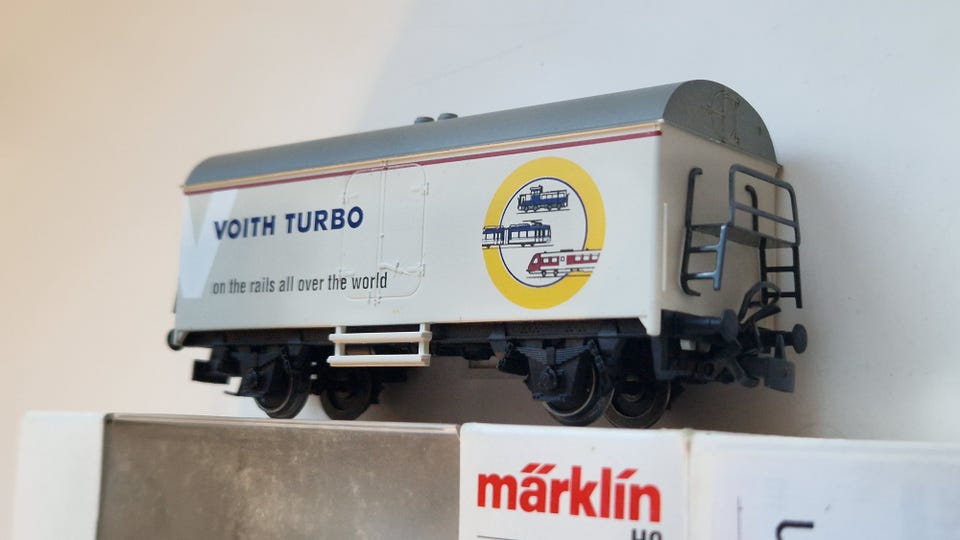 VOITH TURBO
on the rails all over the world
märklin
H0